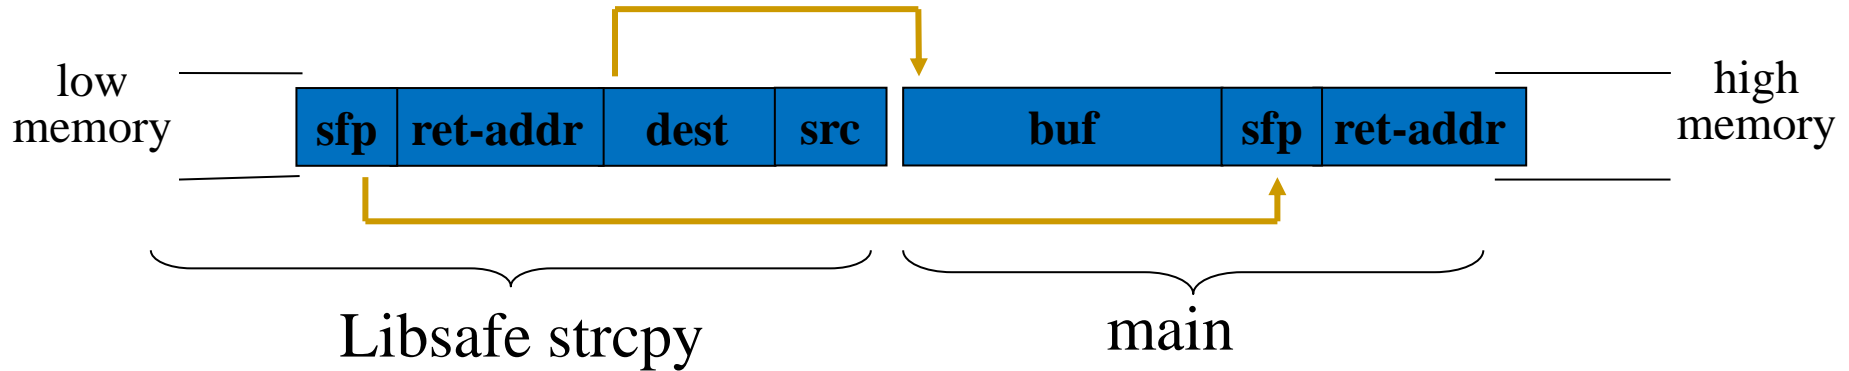 low
memory
sfp ret-addr dest src buf sfp ret-addr
high
memory
Libsafe strcpy
main